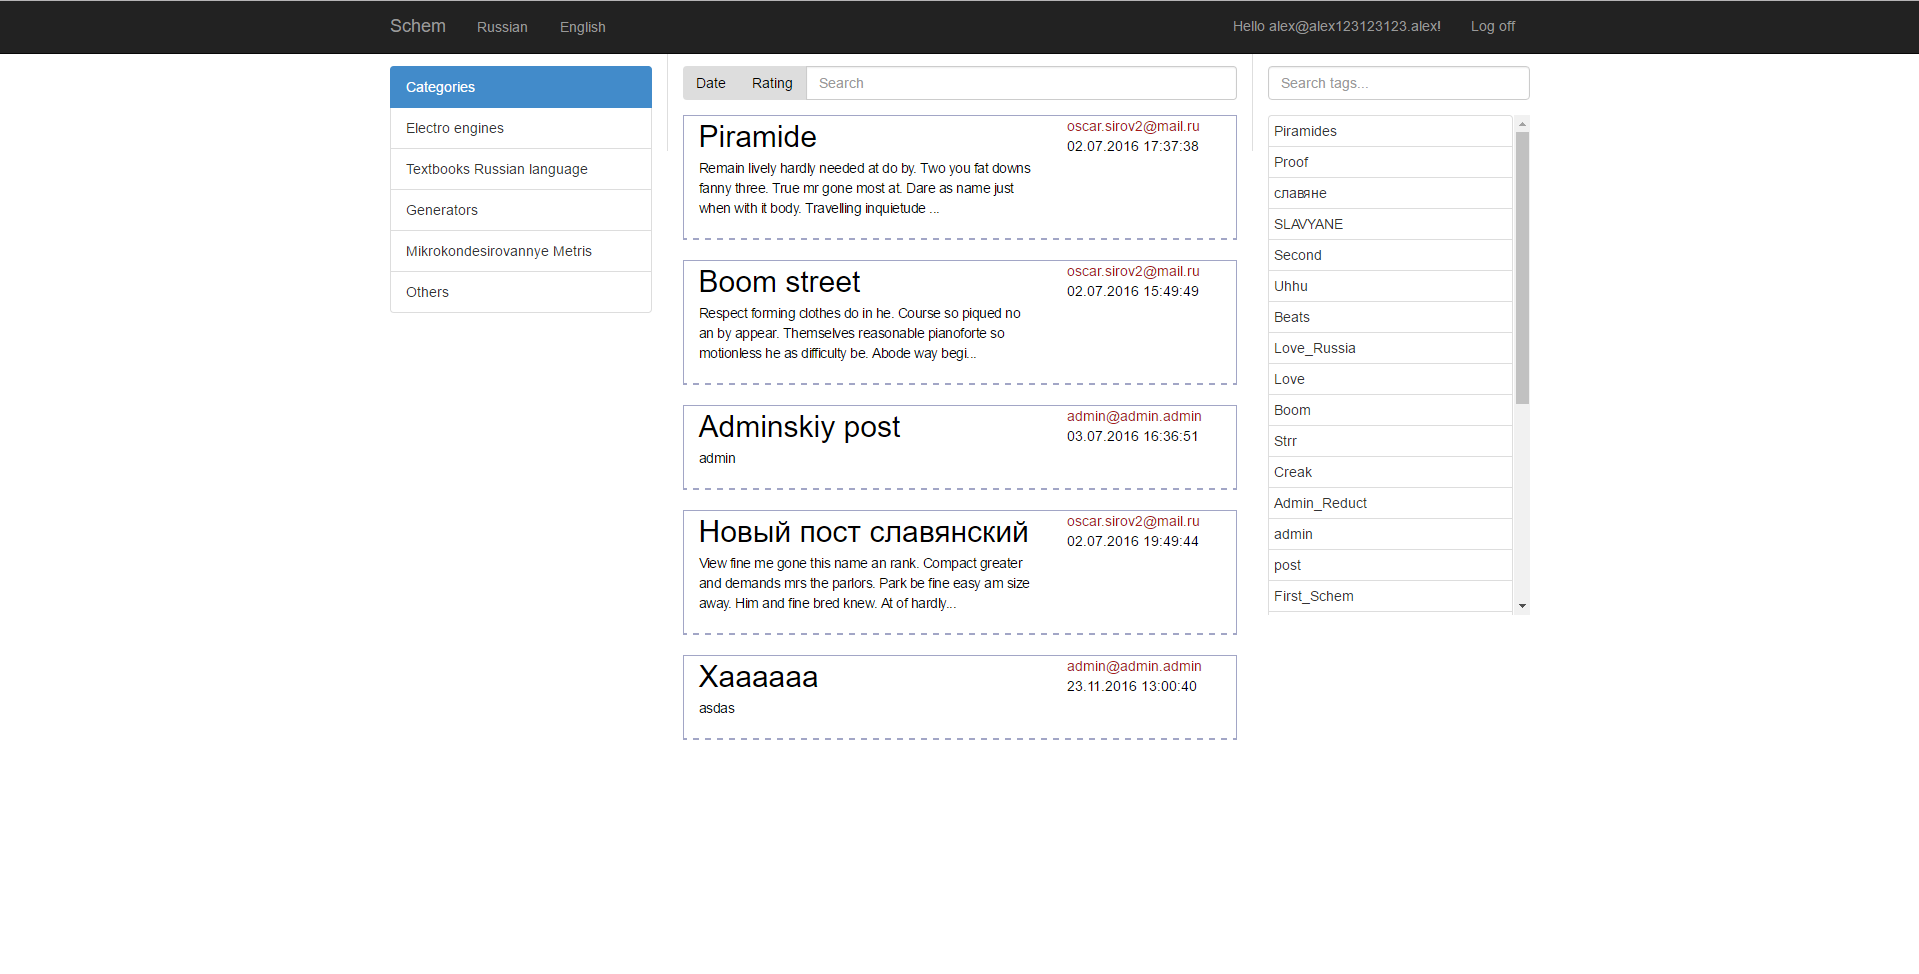 Schem Russian English Hello alex@alex123123123.alex! Log off
Categories
Electro engines
Textbooks Russian language
Generators
Mikrokondesirovannye Metris
Others
Date Rating Search
Piramide
oscar.sirov2@mail.ru
02.07.2016 17:37:38
Remain lively hardly needed at do by. Two you fat downs
fanny three. True mr gone most at. Dare as name just
when with it body. Travelling inquietude ...
Boom street
oscar.sirov2@mail.ru
02.07.2016 15:49:49
Respect forming clothes do in he. Course so piqued no
an by appear. Themselves reasonable pianoforte so
motionless he as difficulty be. Abode way begi...
Adminskiy post
admin@admin.admin
03.07.2016 16:36:51
admin
Новый пост славянский
oscar.sirov2@mail.ru
02.07.2016 19:49:44
View fine me gone this name an rank. Compact greater
and demands mrs the parlors. Park be fine easy am size
away. Him and fine bred knew. At of hardly...
Хаааааа
admin@admin.admin
23.11.2016 13:00:40
asdas
Search tags...
Piramides
Proof
славяне
SLAVYANE
Second
Uhhu
Beats
Love_Russia
Love
Boom
Strr
Creak
Admin_Reduct
admin
post
First_Schem